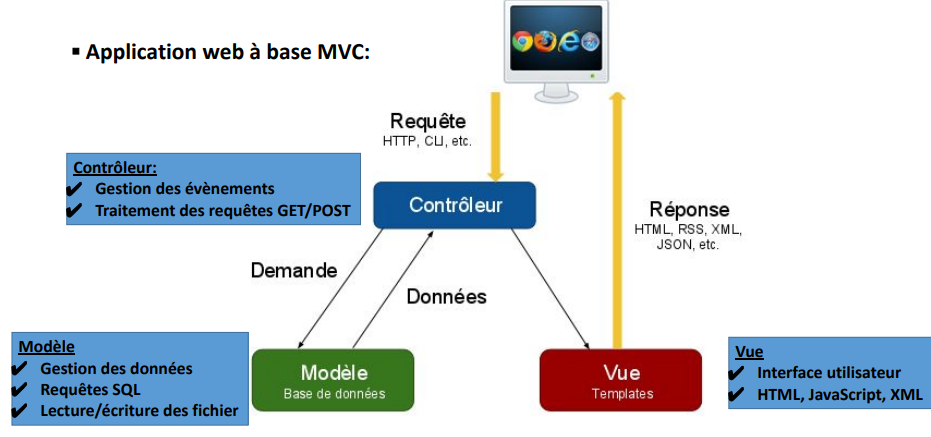 ▪ Application web à base MVC:
Requête
HTTP, CLI, etc.
Contrôleur:
✔ Gestion des évènements
✔ Traitement des requêtes GET/POST
Contrôleur
Réponse
HTML, RSS, XML,
JSON, etc.
Demande
Données
Modèle
✔ Gestion des données
✔ Requêtes SQL
✔ Lecture/écriture des fichier
Modèle
Base de données
Vue
Templates
Vue
✔ Interface utilisateur
✔ HTML, JavaScript, XML